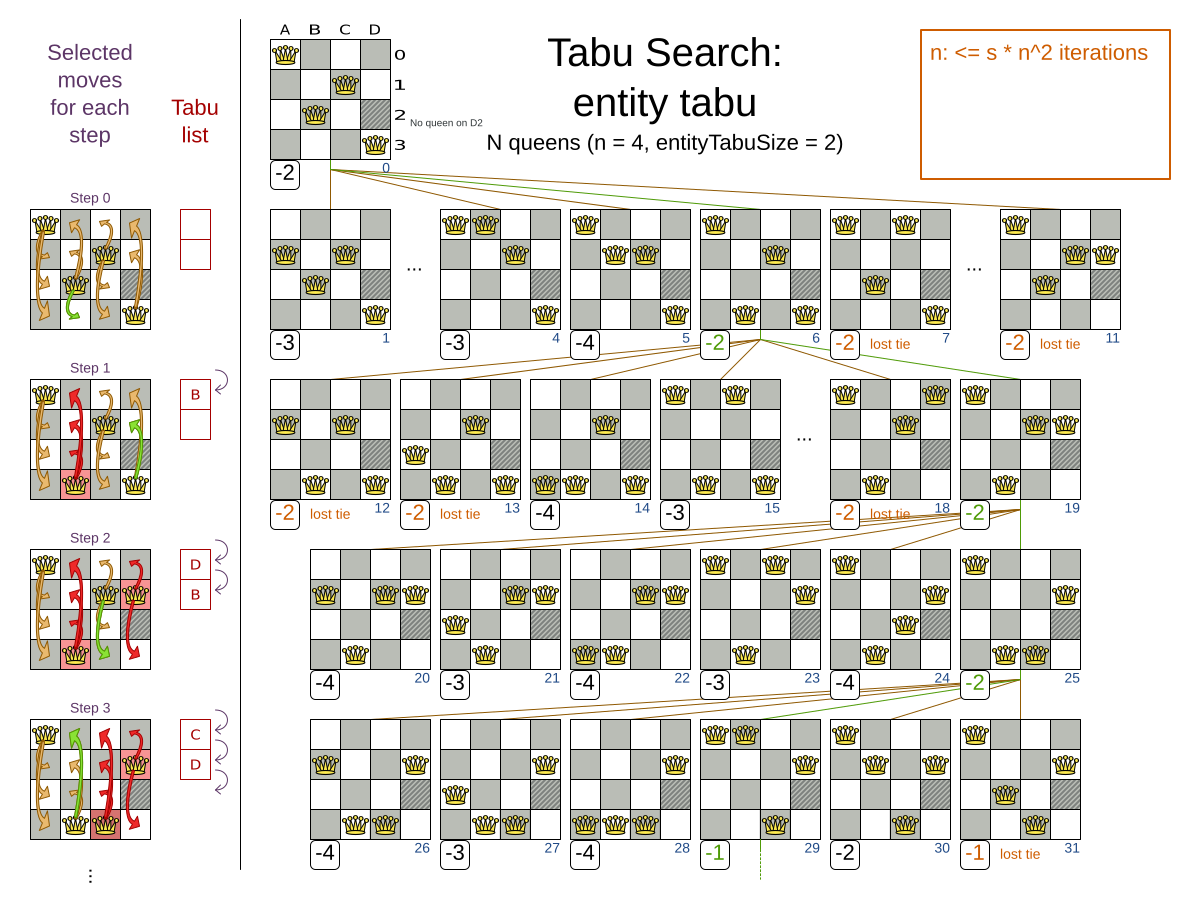 Selected
moves
for each
step
Tabu
list
A B C D
0
1
2
3
No queen on D2
-2
0
Tabu Search:
entity tabu
N queens (n = 4, entityTabuSize = 2)
n: <= s * n^2 iterations
Step 0
...
...
-3 1
-3 4
-4 5
-2 6
-2 lost tie 7
-2 lost tie 11
Step 1
B
...
-2 lost tie 12
-2 lost tie 13
-4 14
-3 15
-2 lost tie 18
-2 19
Step 2
D
B
-4 20
-3 21
-4 22
-3 23
-4 24
-2 25
Step 3
C
D
-4 26
-3 27
-4 28
-1 29
-2 30
-1 lost tie 31
...